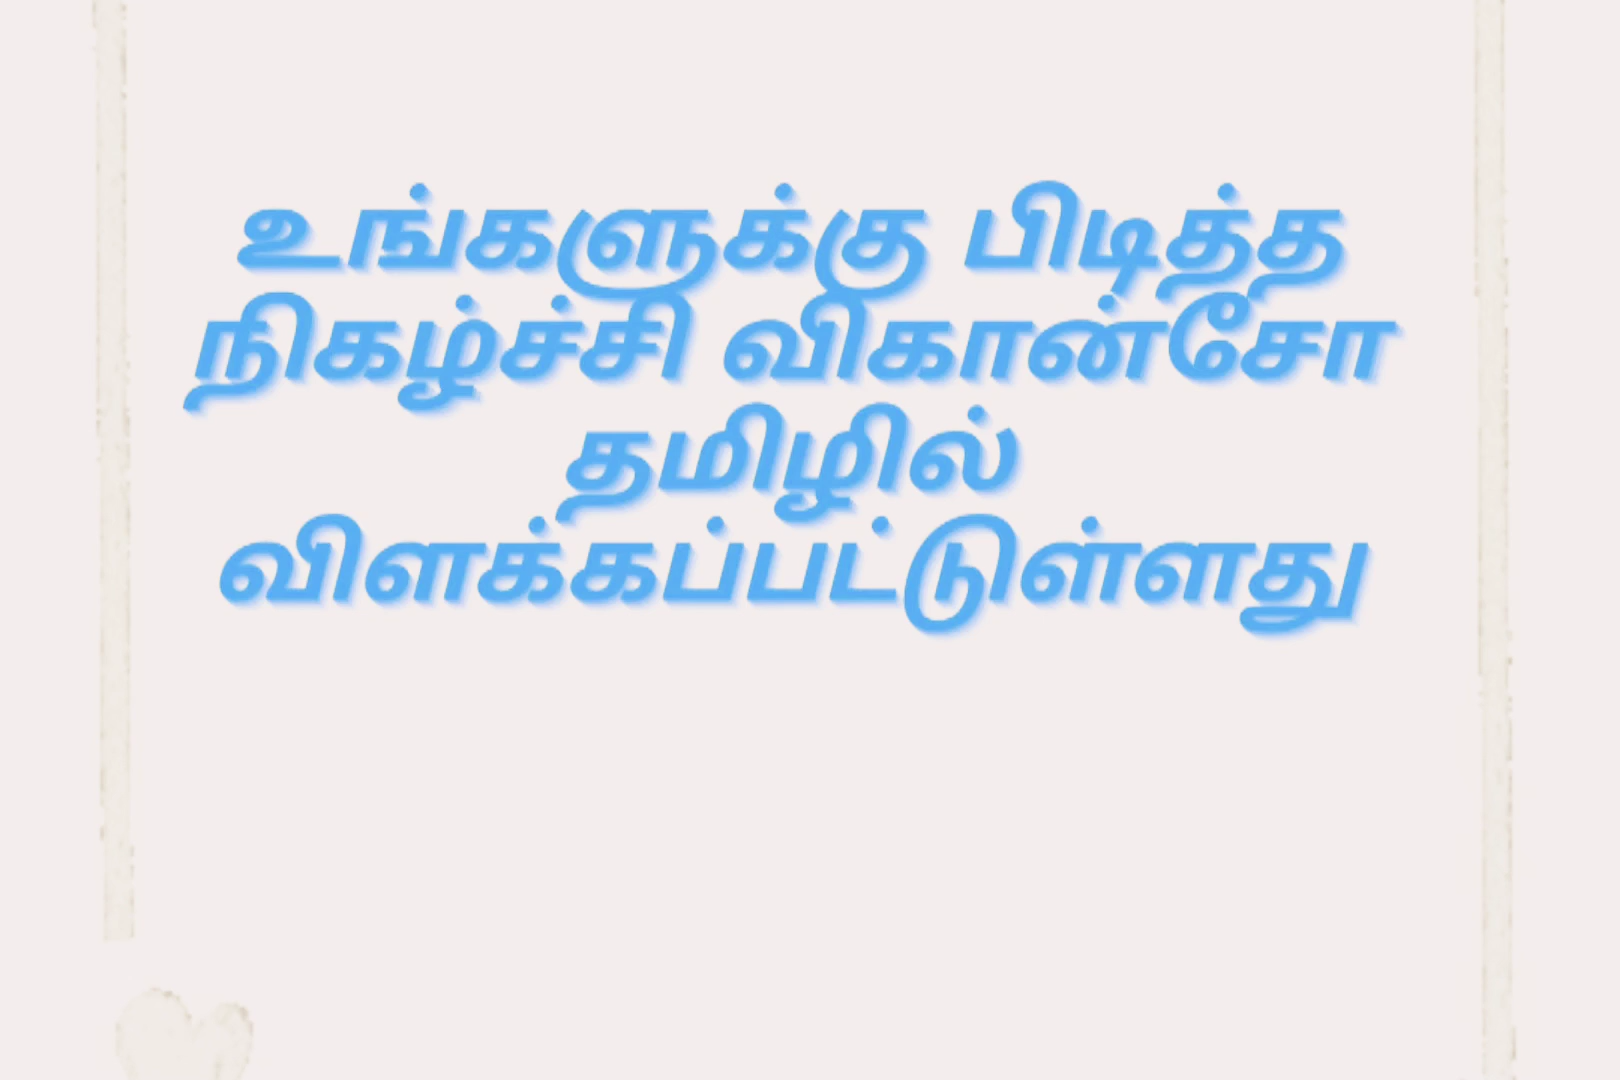 உங்களுக்கு பிடித்த
நிகழ்ச்சி விகான்சோ
தமிழில்
விளக்கப்பட்டுள்ளது